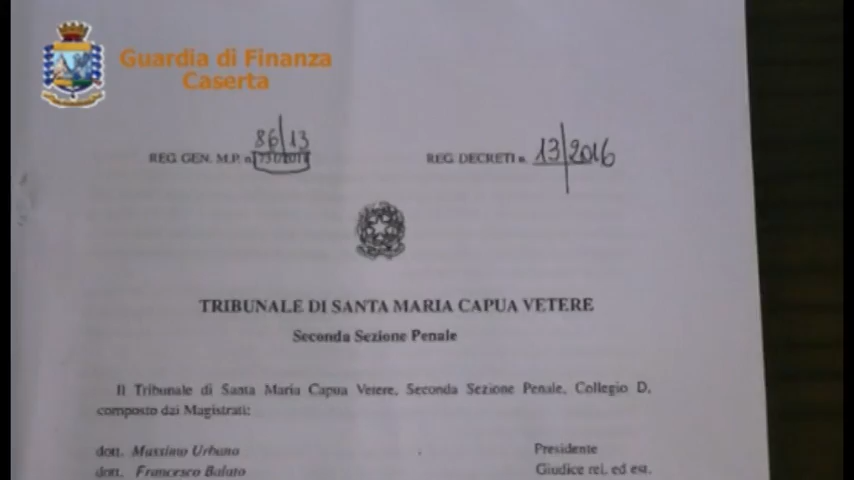 Guardia di Finanza
Caserta
86/13
REG. GEN. M.P. n.
REG. DECRETI n. 13/2016
TRIBUNALE DI SANTA MARIA CAPUA VETERE
Seconda Sezione Penale
Il Tribunale di Santa Maria Capua Vetere, Seconda Sezione Penale, Collegio D,
composto dai Magistrati:
dott. Massimo Urbano Presidente
dott. Francesco Balato Giudice rel. ed est.